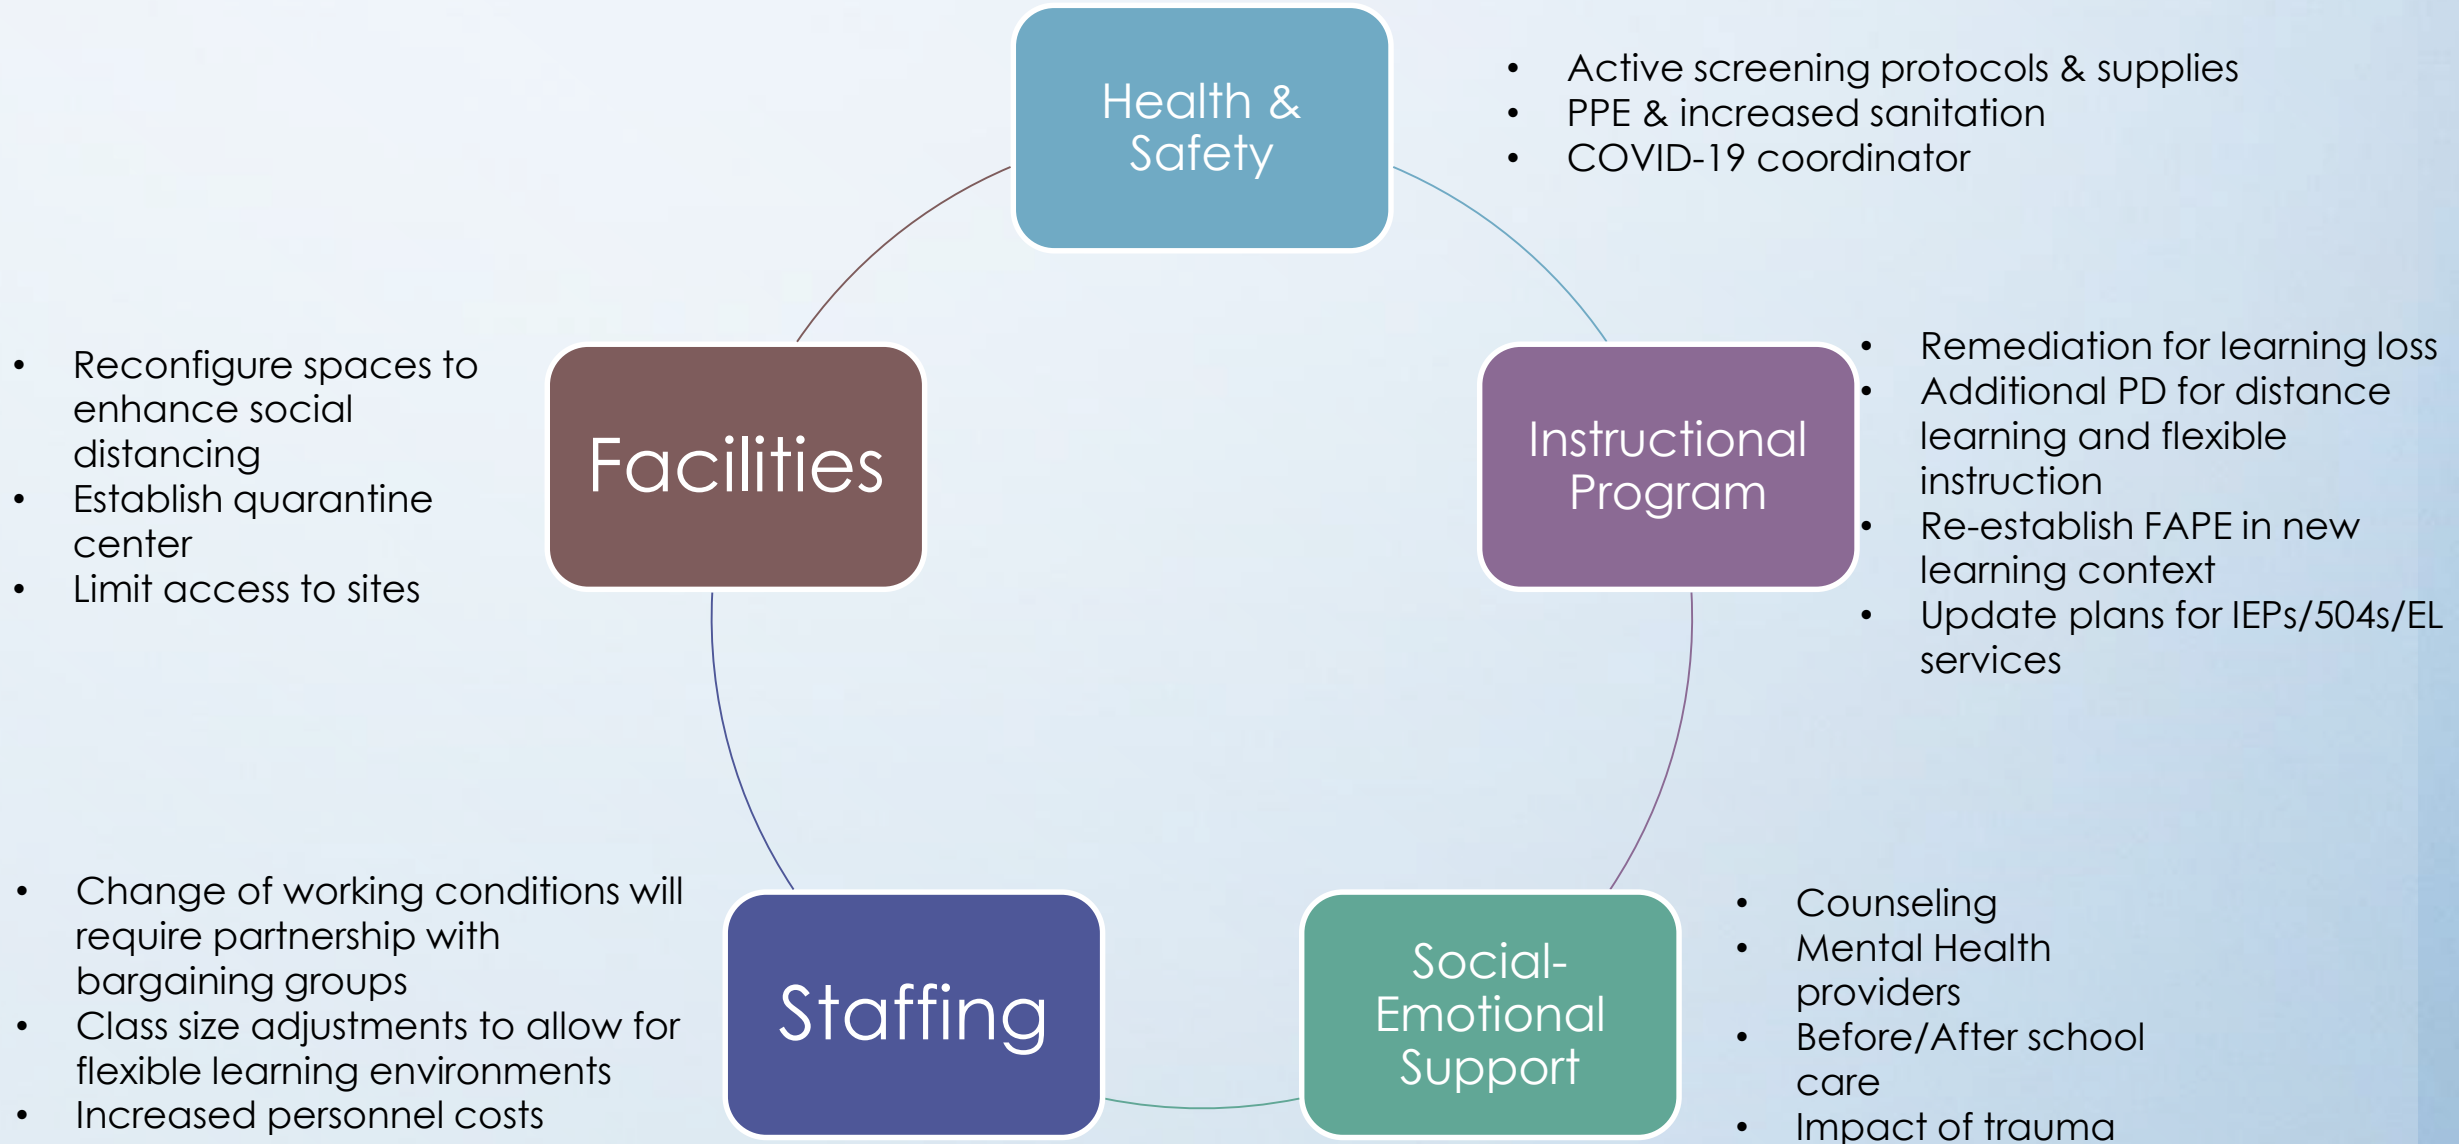 Health &
Safety
• Active screening protocols & supplies
• PPE & increased sanitation
• COVID-19 coordinator
Instructional
Program
• Remediation for learning loss
• Additional PD for distance
learning and flexible
instruction
• Re-establish FAPE in new
learning context
• Update plans for IEPs/504s/EL
services
Social-
Emotional
Support
• Counseling
• Mental Health
providers
• Before/After school
care
• Impact of trauma
Staffing
• Change of working conditions will
require partnership with
bargaining groups
• Class size adjustments to allow for
flexible learning environments
• Increased personnel costs
Facilities
• Reconfigure spaces to
enhance social
distancing
• Establish quarantine
center
• Limit access to sites